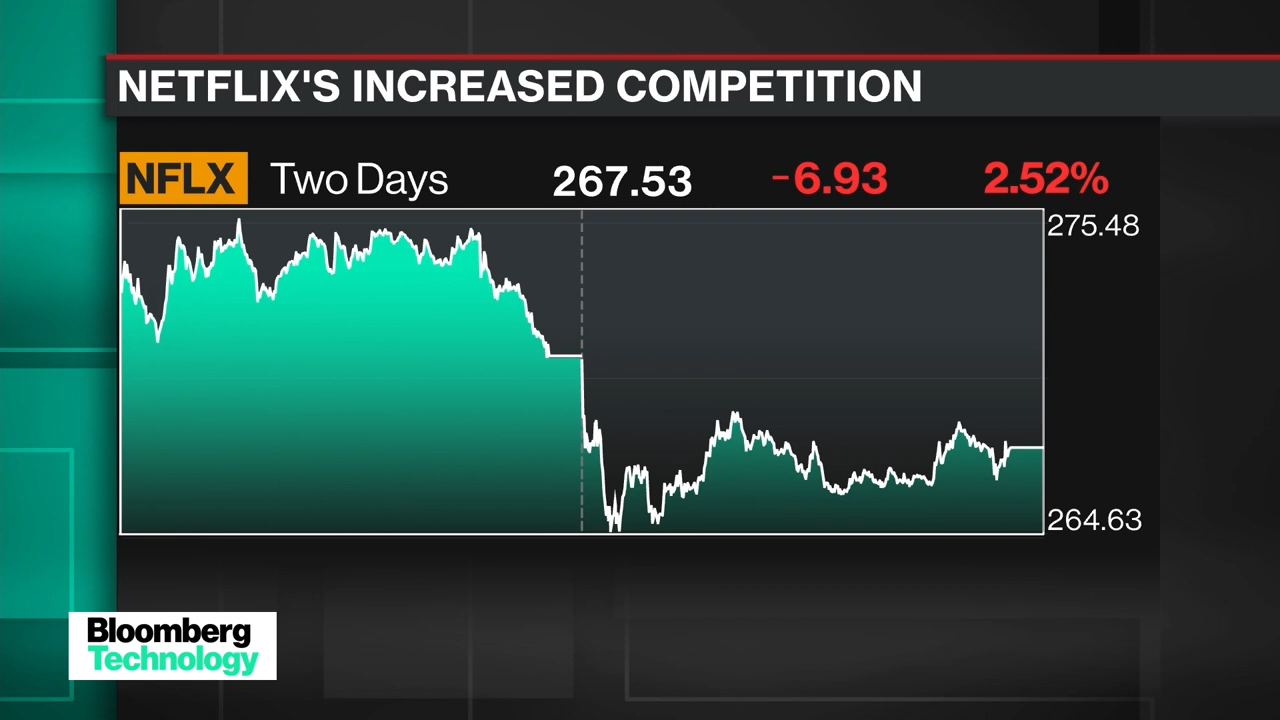 NETFLIX'S INCREASED COMPETITION
NFLX Two Days 267.53 -6.93 2.52%
275.48
264.63
Bloomberg
Technology